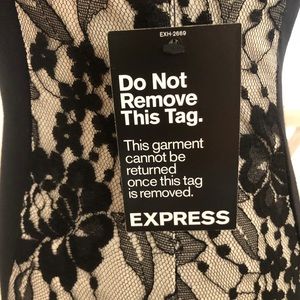 EXH-2669
Do Not
Remove
This Tag.
This garment
cannot be
returned
once this tag
is removed.
EXPRESS